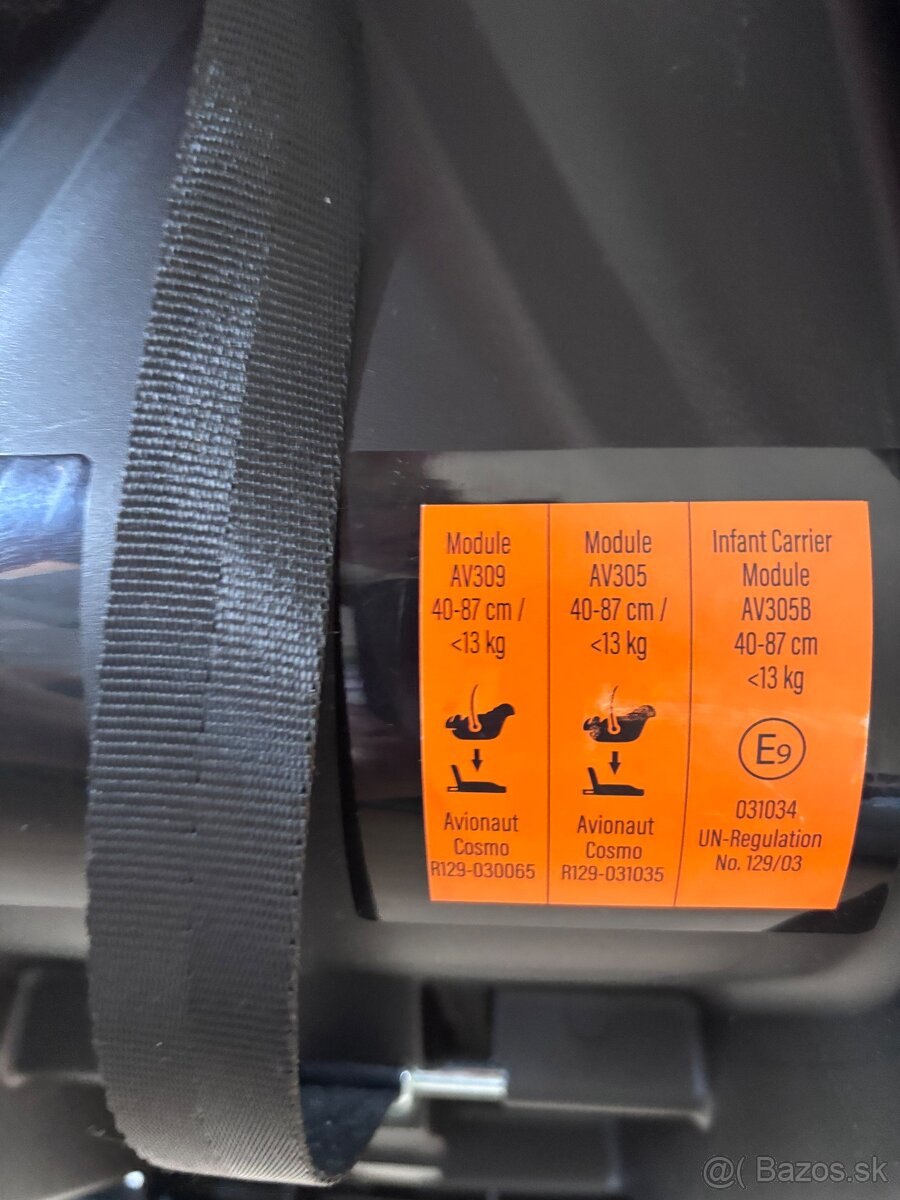 Module
AV309
40-87 cm /
<13 kg
Avionaut
Cosmo
R129-030065
Module
AV305
40-87 cm /
<13 kg
Avionaut
Cosmo
R129-031035
Infant Carrier
Module
AV305B
40-87 cm
<13 kg
E9
031034
UN-Regulation
No. 129/03
@( Bazos.sk